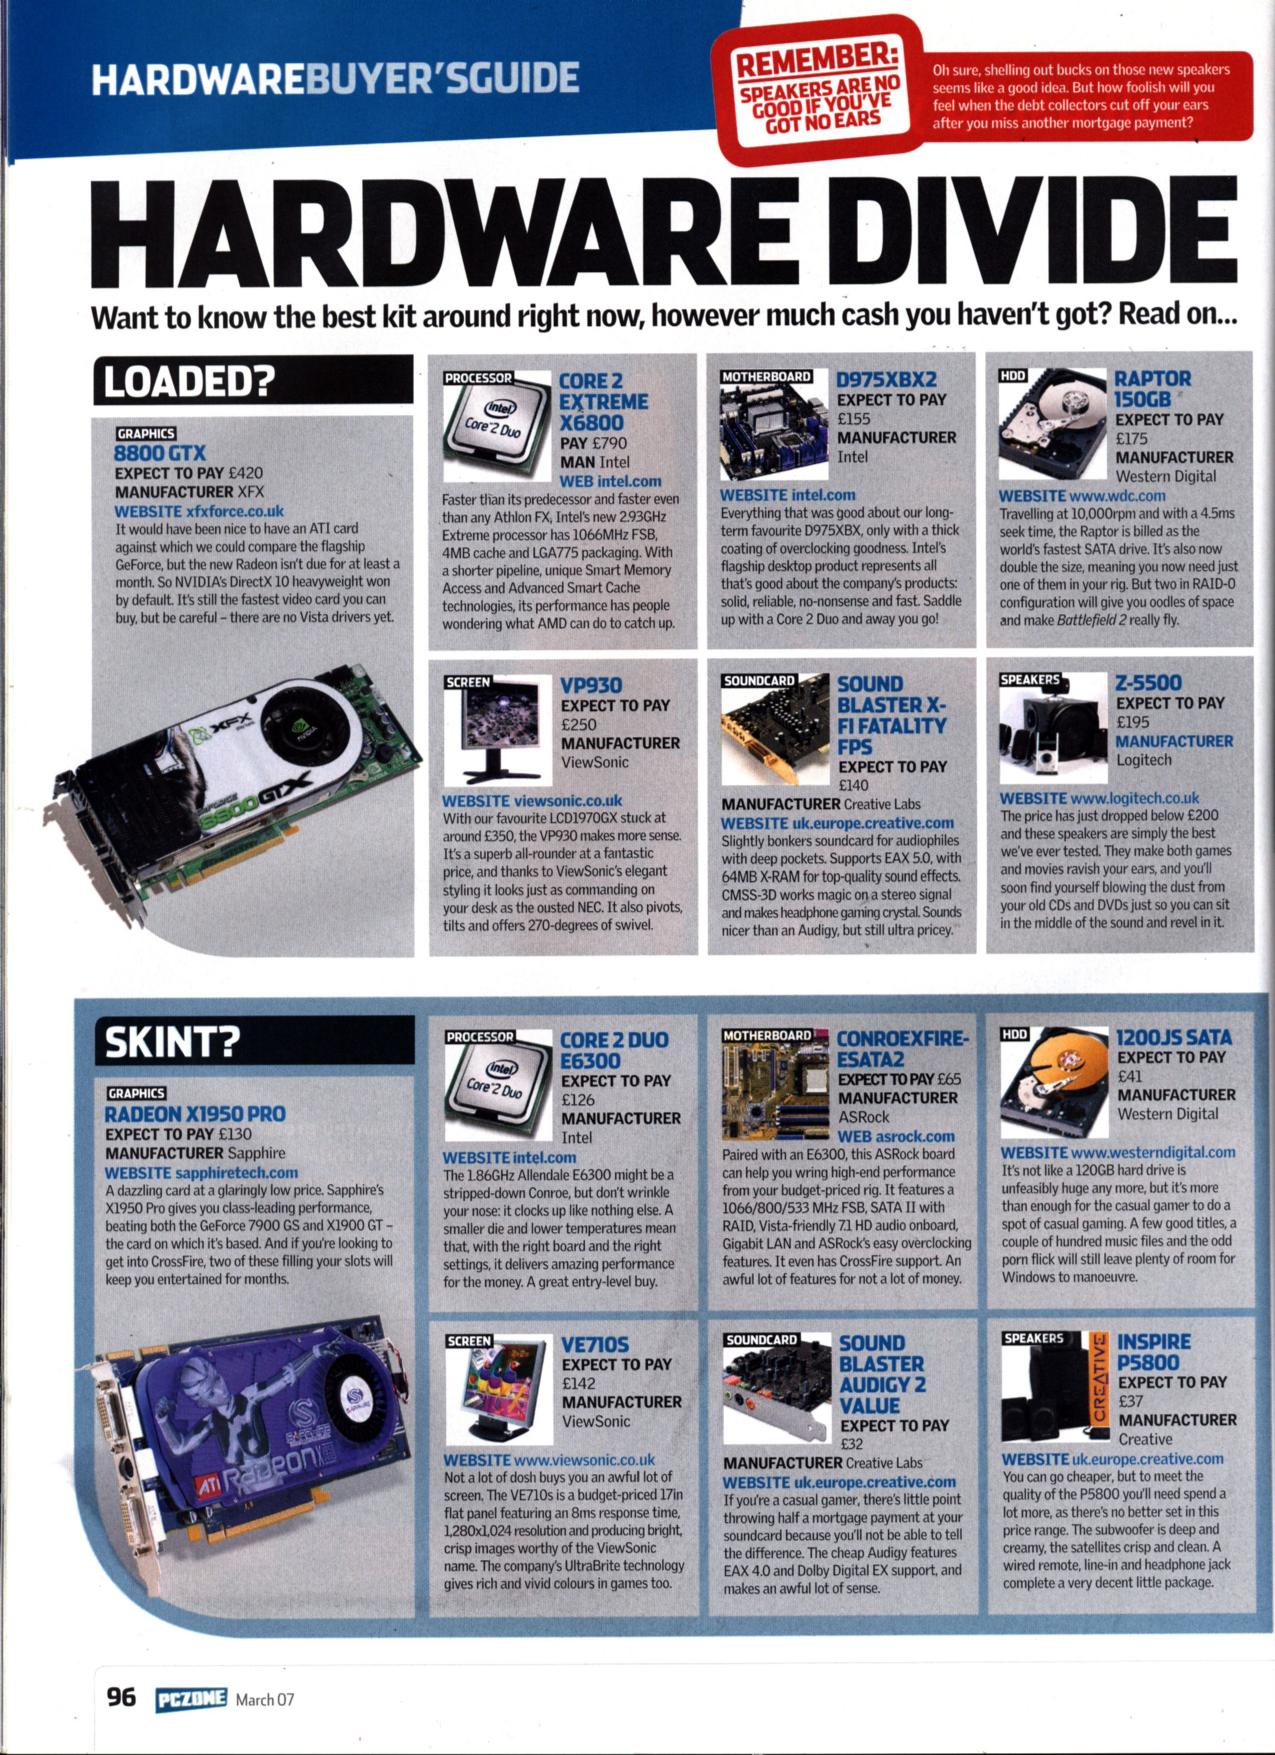 HARDWAREBUYER'SGUIDE
REMEMBER:
SPEAKERS ARE NO
GOOD IF YOU'VE
GOT NO EARS
Oh sure, shelling out bucks on those new speakers
seems like a good idea. But how foolish will you
feel when the debt collectors cut off your ears
after you miss another mortgage payment?
HARDWARE DIVIDE
Want to know the best kit around right now, however much cash you haven't got? Read on...
LOADED?
GRAPHICS
8800 GTX
EXPECT TO PAY £420
MANUFACTURER XFX
WEBSITE xfxforce.co.uk
It would have been nice to have an ATI card
against which we could compare the flagship
GeForce, but the new Radeon isn't due for at least a
month. So NVIDIA's DirectX 10 heavyweight won
by default. It's still the fastest video card you can
buy, but be careful – there are no Vista drivers yet.
XFX
NVIDIA
GEFORCE
8800GTX
PROCESSOR
intel
Core 2 Duo
CORE 2
EXTREME
X6800
PAY £790
MAN Intel
WEB intel.com
Faster than its predecessor and faster even
than any Athlon FX, Intel's new 2.93GHz
Extreme processor has 1066MHz FSB,
4MB cache and LGA775 packaging. With
a shorter pipeline, unique Smart Memory
Access and Advanced Smart Cache
technologies, its performance has people
wondering what AMD can do to catch up.
MOTHERBOARD
D975XBX2
EXPECT TO PAY
£155
MANUFACTURER
Intel
WEBSITE intel.com
Everything that was good about our long-
term favourite D975XBX, only with a thick
coating of overclocking goodness. Intel's
flagship desktop product represents all
that's good about the company's products:
solid, reliable, no-nonsense and fast. Saddle
up with a Core 2 Duo and away you go!
HDD
RAPTOR
150GB
EXPECT TO PAY
£175
MANUFACTURER
Western Digital
WEBSITE www.wdc.com
Travelling at 10,000rpm and with a 4.5ms
seek time, the Raptor is billed as the
world's fastest SATA drive. It's also now
double the size, meaning you now need just
one of them in your rig. But two in RAID-0
configuration will give you oodles of space
and make Battlefield 2 really fly.
SCREEN
VP930
EXPECT TO PAY
£250
MANUFACTURER
ViewSonic
WEBSITE viewsonic.co.uk
With our favourite LCD1970GX stuck at
around £350, the VP930 makes more sense.
It's a superb all-rounder at a fantastic
price, and thanks to ViewSonic's elegant
styling it looks just as commanding on
your desk as the ousted NEC. It also pivots,
tilts and offers 270-degrees of swivel.
SOUNDCARD
SOUND
BLASTER X-
FI FATAL1TY
FPS
EXPECT TO PAY
£140
MANUFACTURER Creative Labs
WEBSITE uk.europe.creative.com
Slightly bonkers soundcard for audiophiles
with deep pockets. Supports EAX 5.0, with
64MB X-RAM for top-quality sound effects.
CMSS-3D works magic on a stereo signal
and makes headphone gaming crystal. Sounds
nicer than an Audigy, but still ultra pricey.
SPEAKERS
Z-5500
EXPECT TO PAY
£195
MANUFACTURER
Logitech
WEBSITE www.logitech.co.uk
The price has just dropped below £200
and these speakers are simply the best
we've ever tested. They make both games
and movies ravish your ears, and you'll
soon find yourself blowing the dust from
your old CDs and DVDs just so you can sit
in the middle of the sound and revel in it.
SKINT?
GRAPHICS
RADEON X1950 PRO
EXPECT TO PAY £130
MANUFACTURER Sapphire
WEBSITE sapphiretech.com
A dazzling card at a glaringly low price. Sapphire's
X1950 Pro gives you class-leading performance,
beating both the GeForce 7900 GS and X1900 GT –
the card on which it's based. And if you're looking to
get into CrossFire, two of these filling your slots will
keep you entertained for months.
SAPPHIRE
ATI RADEON
PROCESSOR
intel
Core 2 Duo
CORE 2 DUO
E6300
EXPECT TO PAY
£126
MANUFACTURER
Intel
WEBSITE intel.com
The 1.86GHz Allendale E6300 might be a
stripped-down Conroe, but don't wrinkle
your nose: it clocks up like nothing else. A
smaller die and lower temperatures mean
that, with the right board and the right
settings, it delivers amazing performance
for the money. A great entry-level buy.
MOTHERBOARD
CONROEXFIRE-
ESATA2
EXPECT TO PAY £65
MANUFACTURER
ASRock
WEB asrock.com
Paired with an E6300, this ASRock board
can help you wring high-end performance
from your budget-priced rig. It features a
1066/800/533 MHz FSB, SATA II with
RAID, Vista-friendly 7.1 HD audio onboard,
Gigabit LAN and ASRock's easy overclocking
features. It even has CrossFire support. An
awful lot of features for not a lot of money.
HDD
1200JS SATA
EXPECT TO PAY
£41
MANUFACTURER
Western Digital
WEBSITE www.westerndigital.com
It's not like a 120GB hard drive is
unfeasibly huge any more, but it's more
than enough for the casual gamer to do a
spot of casual gaming. A few good titles, a
couple of hundred music files and the odd
porn flick will still leave plenty of room for
Windows to manoeuvre.
SCREEN
VE710S
EXPECT TO PAY
£142
MANUFACTURER
ViewSonic
WEBSITE www.viewsonic.co.uk
Not a lot of dosh buys you an awful lot of
screen. The VE710s is a budget-priced 17in
flat panel featuring an 8ms response time,
1,280x1,024 resolution and producing bright,
crisp images worthy of the ViewSonic
name. The company's UltraBrite technology
gives rich and vivid colours in games too.
SOUNDCARD
SOUND
BLASTER
AUDIGY 2
VALUE
EXPECT TO PAY
£32
MANUFACTURER Creative Labs
WEBSITE uk.europe.creative.com
If you're a casual gamer, there's little point
throwing half a mortgage payment at your
soundcard because you'll not be able to tell
the difference. The cheap Audigy features
EAX 4.0 and Dolby Digital EX support, and
makes an awful lot of sense.
SPEAKERS
CREATIVE
INSPIRE
P5800
EXPECT TO PAY
£37
MANUFACTURER
Creative
WEBSITE uk.europe.creative.com
You can go cheaper, but to meet the
quality of the P5800 you'll need spend a
lot more, as there's no better set in this
price range. The subwoofer is deep and
creamy, the satellites crisp and clean. A
wired remote, line-in and headphone jack
complete a very decent little package.
96 PCZONE March 07